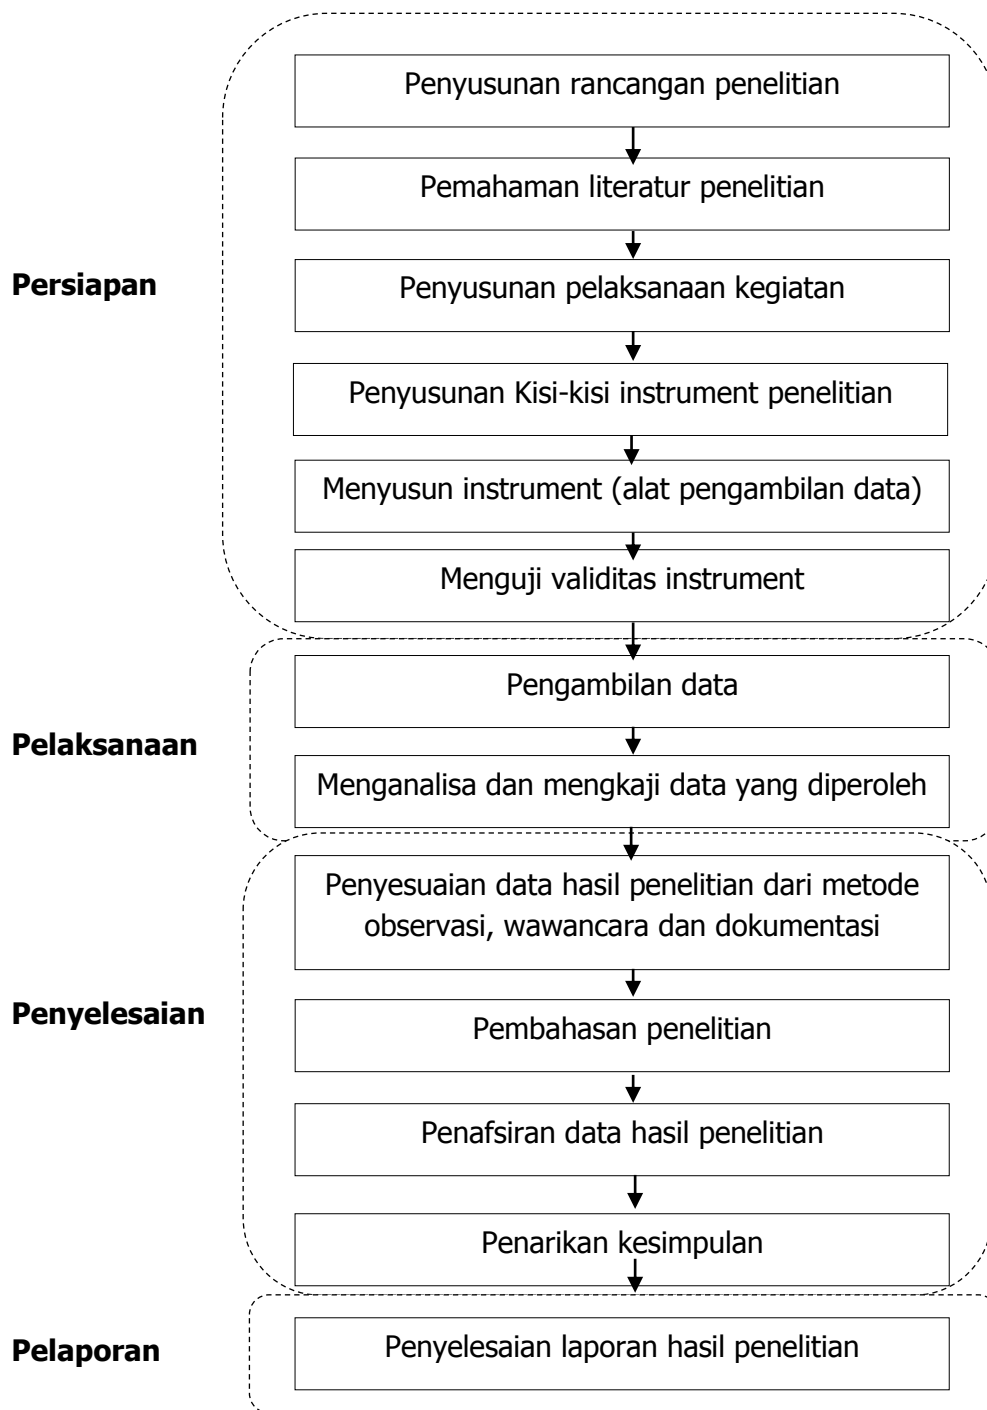 Penyusunan rancangan penelitian
Pemahaman literatur penelitian
Persiapan
Penyusunan pelaksanaan kegiatan
Penyusunan Kisi-kisi instrument penelitian
Menyusun instrument (alat pengambilan data)
Menguji validitas instrument
Pengambilan data
Pelaksanaan
Menganalisa dan mengkaji data yang diperoleh
Penyesuaian data hasil penelitian dari metode
observasi, wawancara dan dokumentasi
Penyelesaian
Pembahasan penelitian
Penafsiran data hasil penelitian
Penarikan kesimpulan
Pelaporan
Penyelesaian laporan hasil penelitian